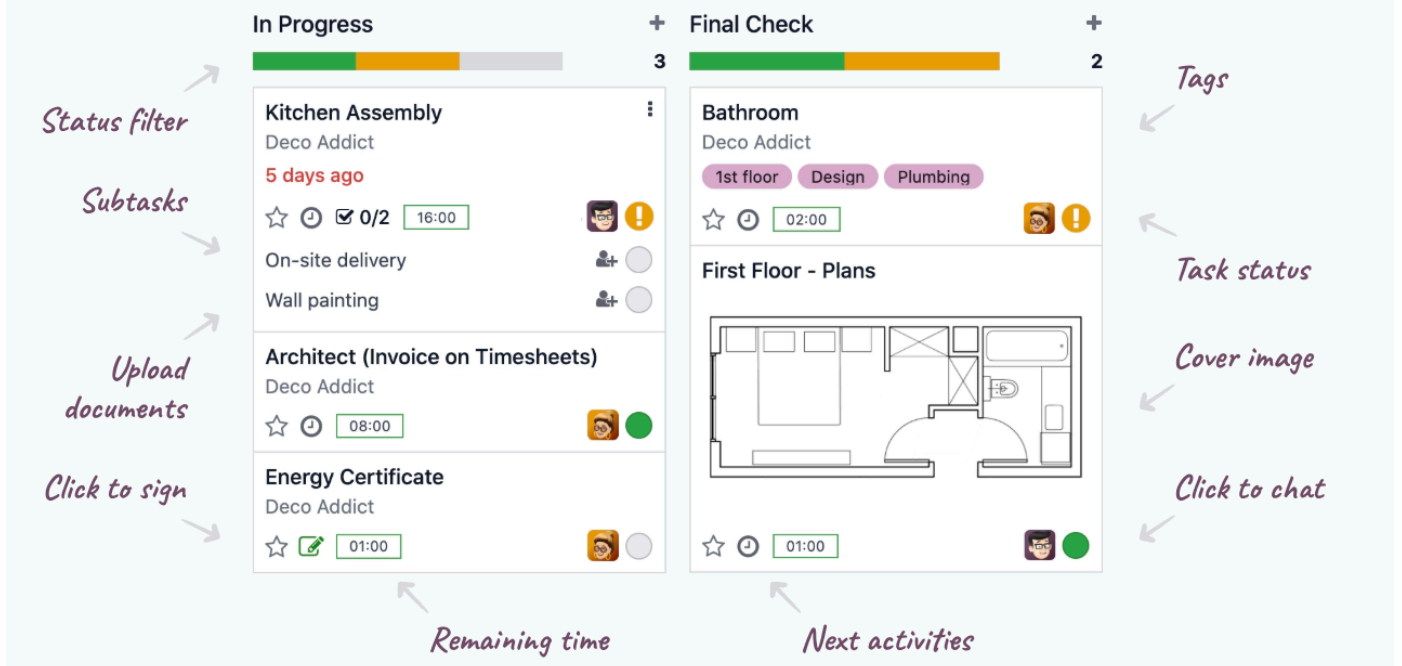 In Progress
+
3
Final Check
+
2
Status filter
Subtasks
Upload
documents
Click to sign
Kitchen Assembly
Deco Addict
5 days ago
0/2
16:00
On-site delivery
Wall painting
Architect (Invoice on Timesheets)
Deco Addict
08:00
Energy Certificate
Deco Addict
01:00
Bathroom
Deco Addict
1st floor
Design
Plumbing
02:00
First Floor - Plans
01:00
Tags
Task status
Cover image
Click to chat
Remaining time
Next activities